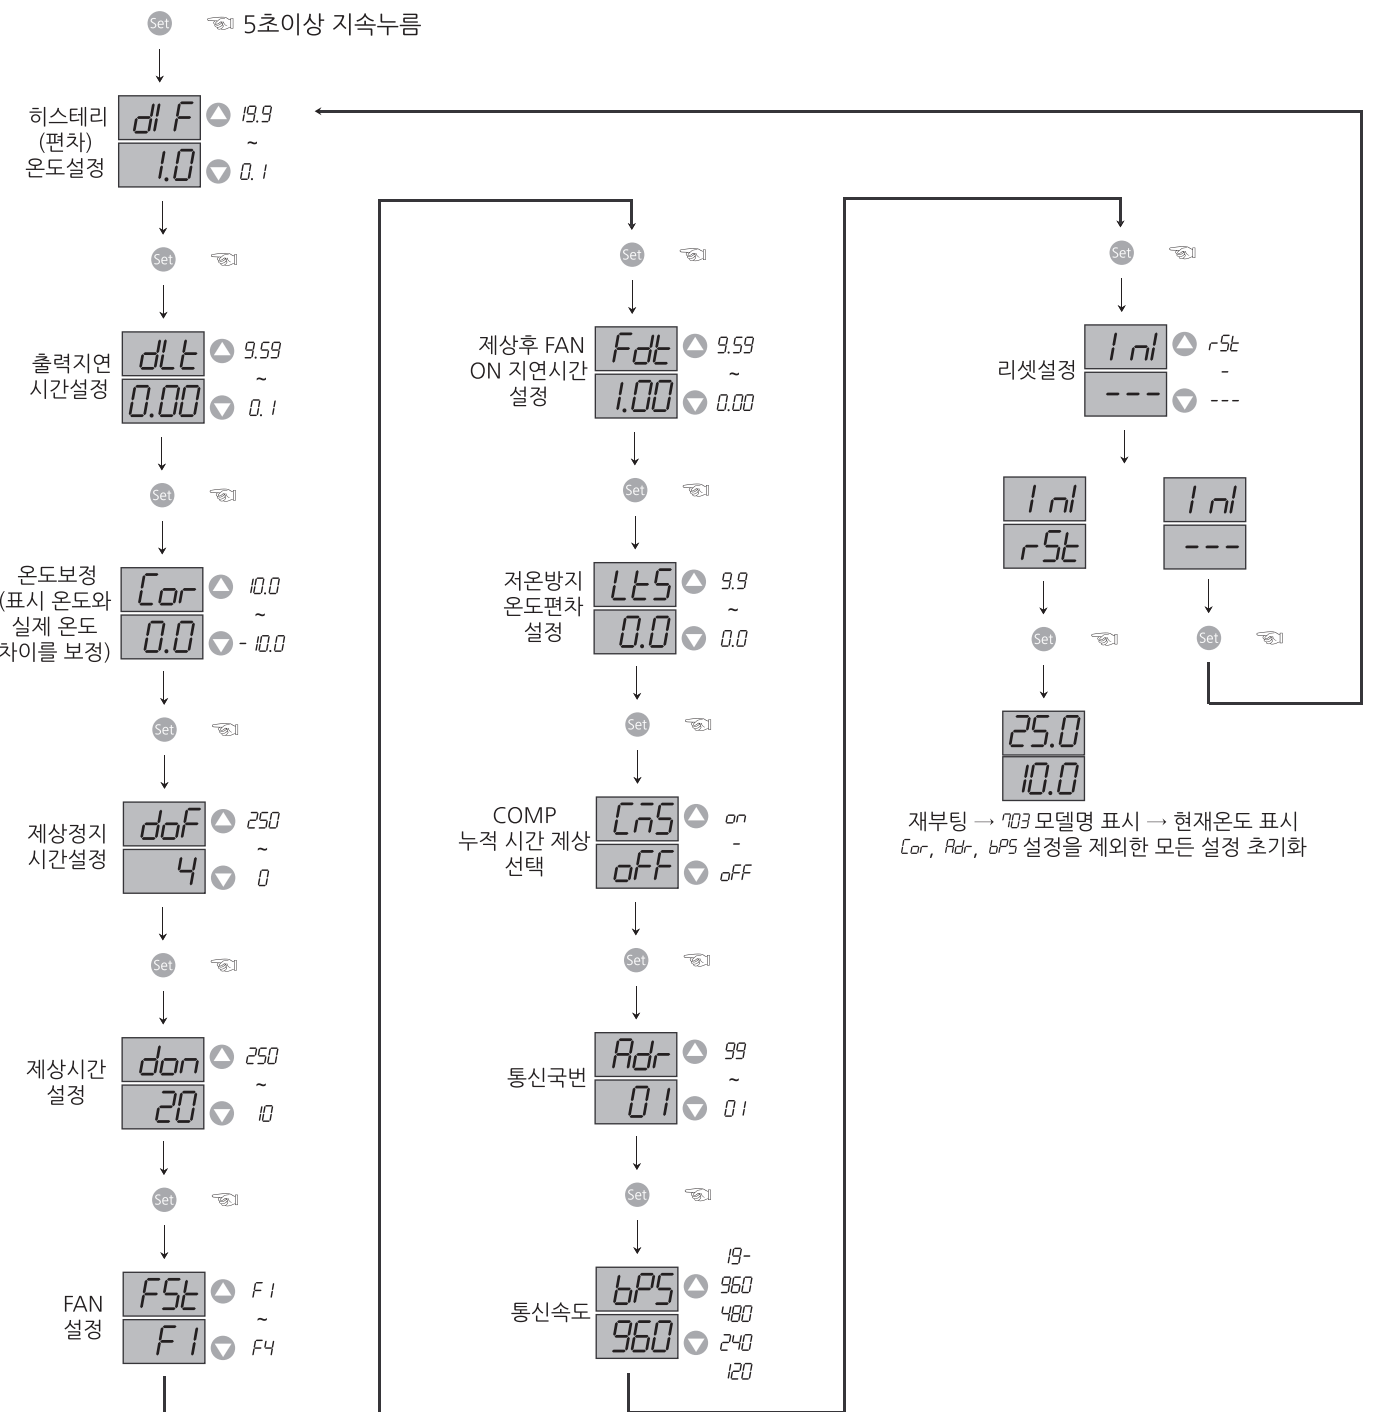 Set 5초이상 지속누름
히스테리
(편차)
온도설정
dIF
1.0
19.9
~
0.1
Set
출력지연
시간설정
dLt
0.00
9.59
~
0.1
Set
온도보정
(표시 온도와
실제 온도
차이를 보정)
Cor
0.0
10.0
~
-10.0
Set
제상정지
시간설정
doF
4
250
~
0
Set
제상시간
설정
don
20
250
~
10
Set
FAN
설정
FSt
F1
F1
~
F4
Set
제상후 FAN
ON 지연시간
설정
Fdt
1.00
9.59
~
0.00
Set
저온방지
온도편차
설정
LtS
0.0
9.9
~
0.0
Set
COMP
누적 시간 제상
선택
oFF
on
-
oFF
Set
통신국번
Adr
01
99
~
01
Set
통신속도
bPS
960
19-
960
480
240
120
Set
리셋설정
InI
---
rSt
-
---
InI
rSt
InI
---
Set
Set
25.0
10.0
재부팅 → 703 모델명 표시 → 현재온도 표시
Cor, Adr, bPS 설정을 제외한 모든 설정 초기화